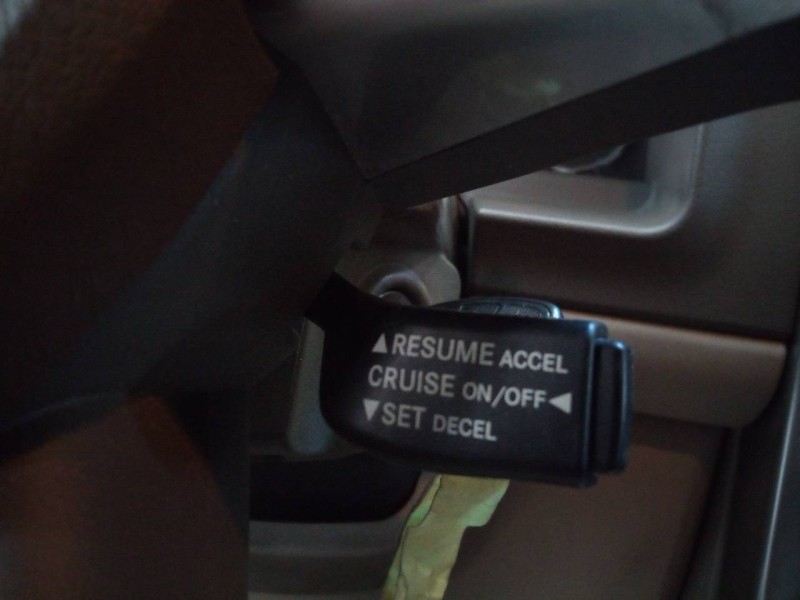 ▲RESUME ACCEL
CRUISE ON/OFF◀
▼SET DECEL